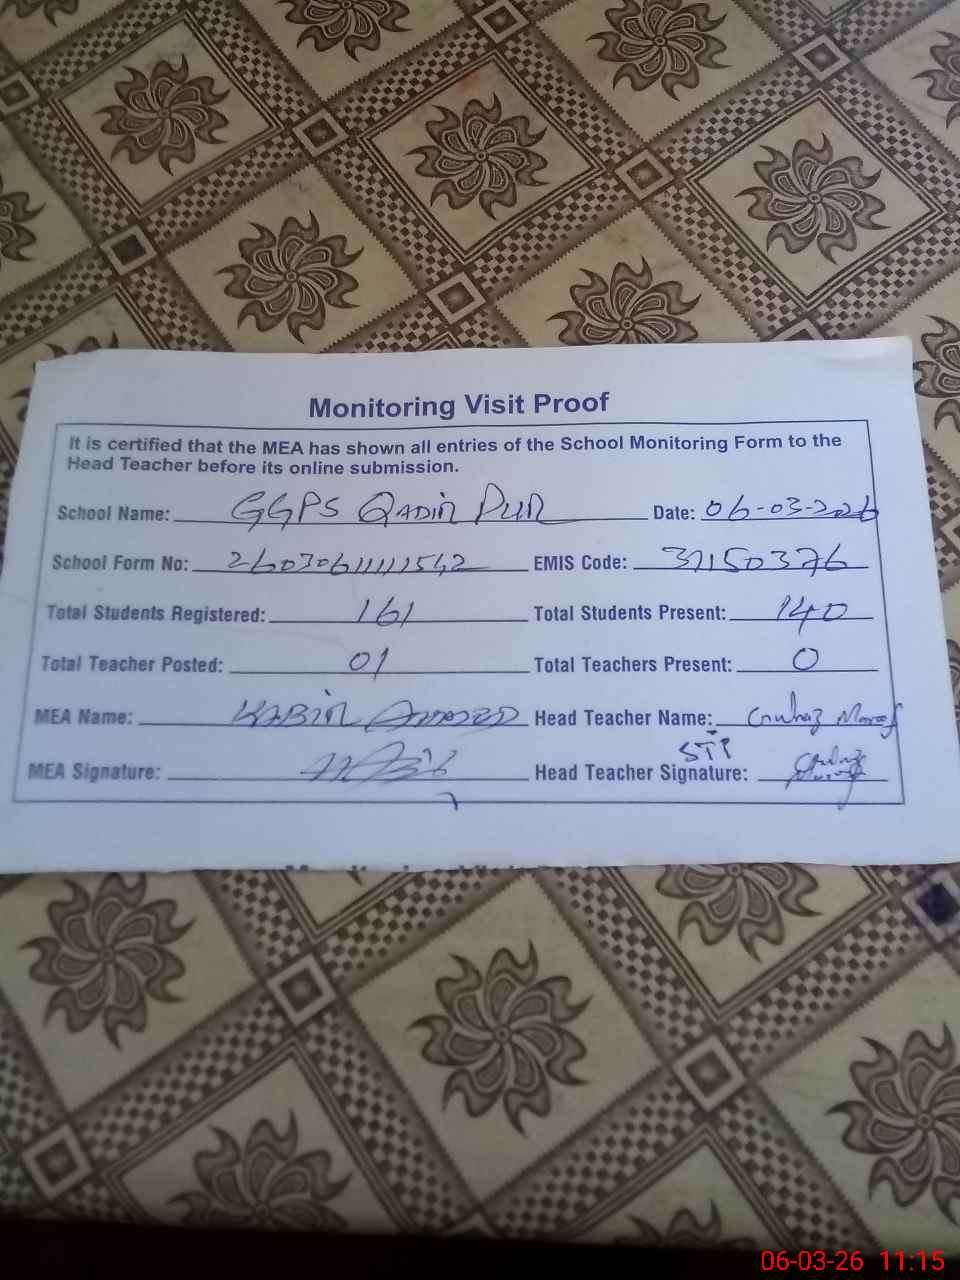 Monitoring Visit Proof
It is certified that the MEA has shown all entries of the School Monitoring Form to the
Head Teacher before its online submission.
School Name: GGPS QADIR PUR Date: 06-03-2026
School Form No: EMIS Code: 37150376
Total Students Registered: 161 Total Students Present: 140
Total Teacher Posted: 01 Total Teachers Present: 0
MEA Name: KABIR AHMED Head Teacher Name:
STI
MEA Signature: Head Teacher Signature:
06-03-26 11:15